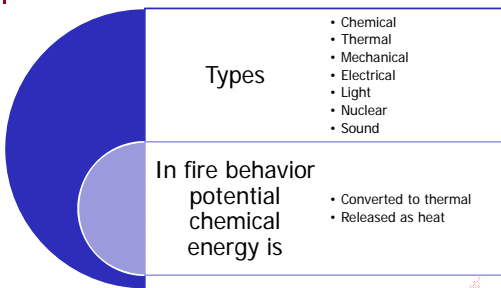 Types
• Chemical
• Thermal
• Mechanical
• Electrical
• Light
• Nuclear
• Sound
In fire behavior
potential
chemical
energy is
• Converted to thermal
• Released as heat